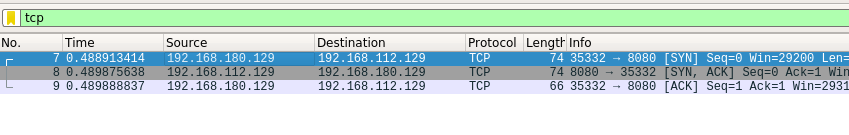 tcp
No. Time Source Destination Protocol Length Info
7 0.488913414 192.168.180.129 192.168.112.129 TCP 74 35332 → 8080 [SYN] Seq=0 Win=29200 Len=
8 0.489875638 192.168.112.129 192.168.180.129 TCP 74 8080 → 35332 [SYN, ACK] Seq=0 Ack=1 Win=
9 0.489888837 192.168.180.129 192.168.112.129 TCP 66 35332 → 8080 [ACK] Seq=1 Ack=1 Win=2931